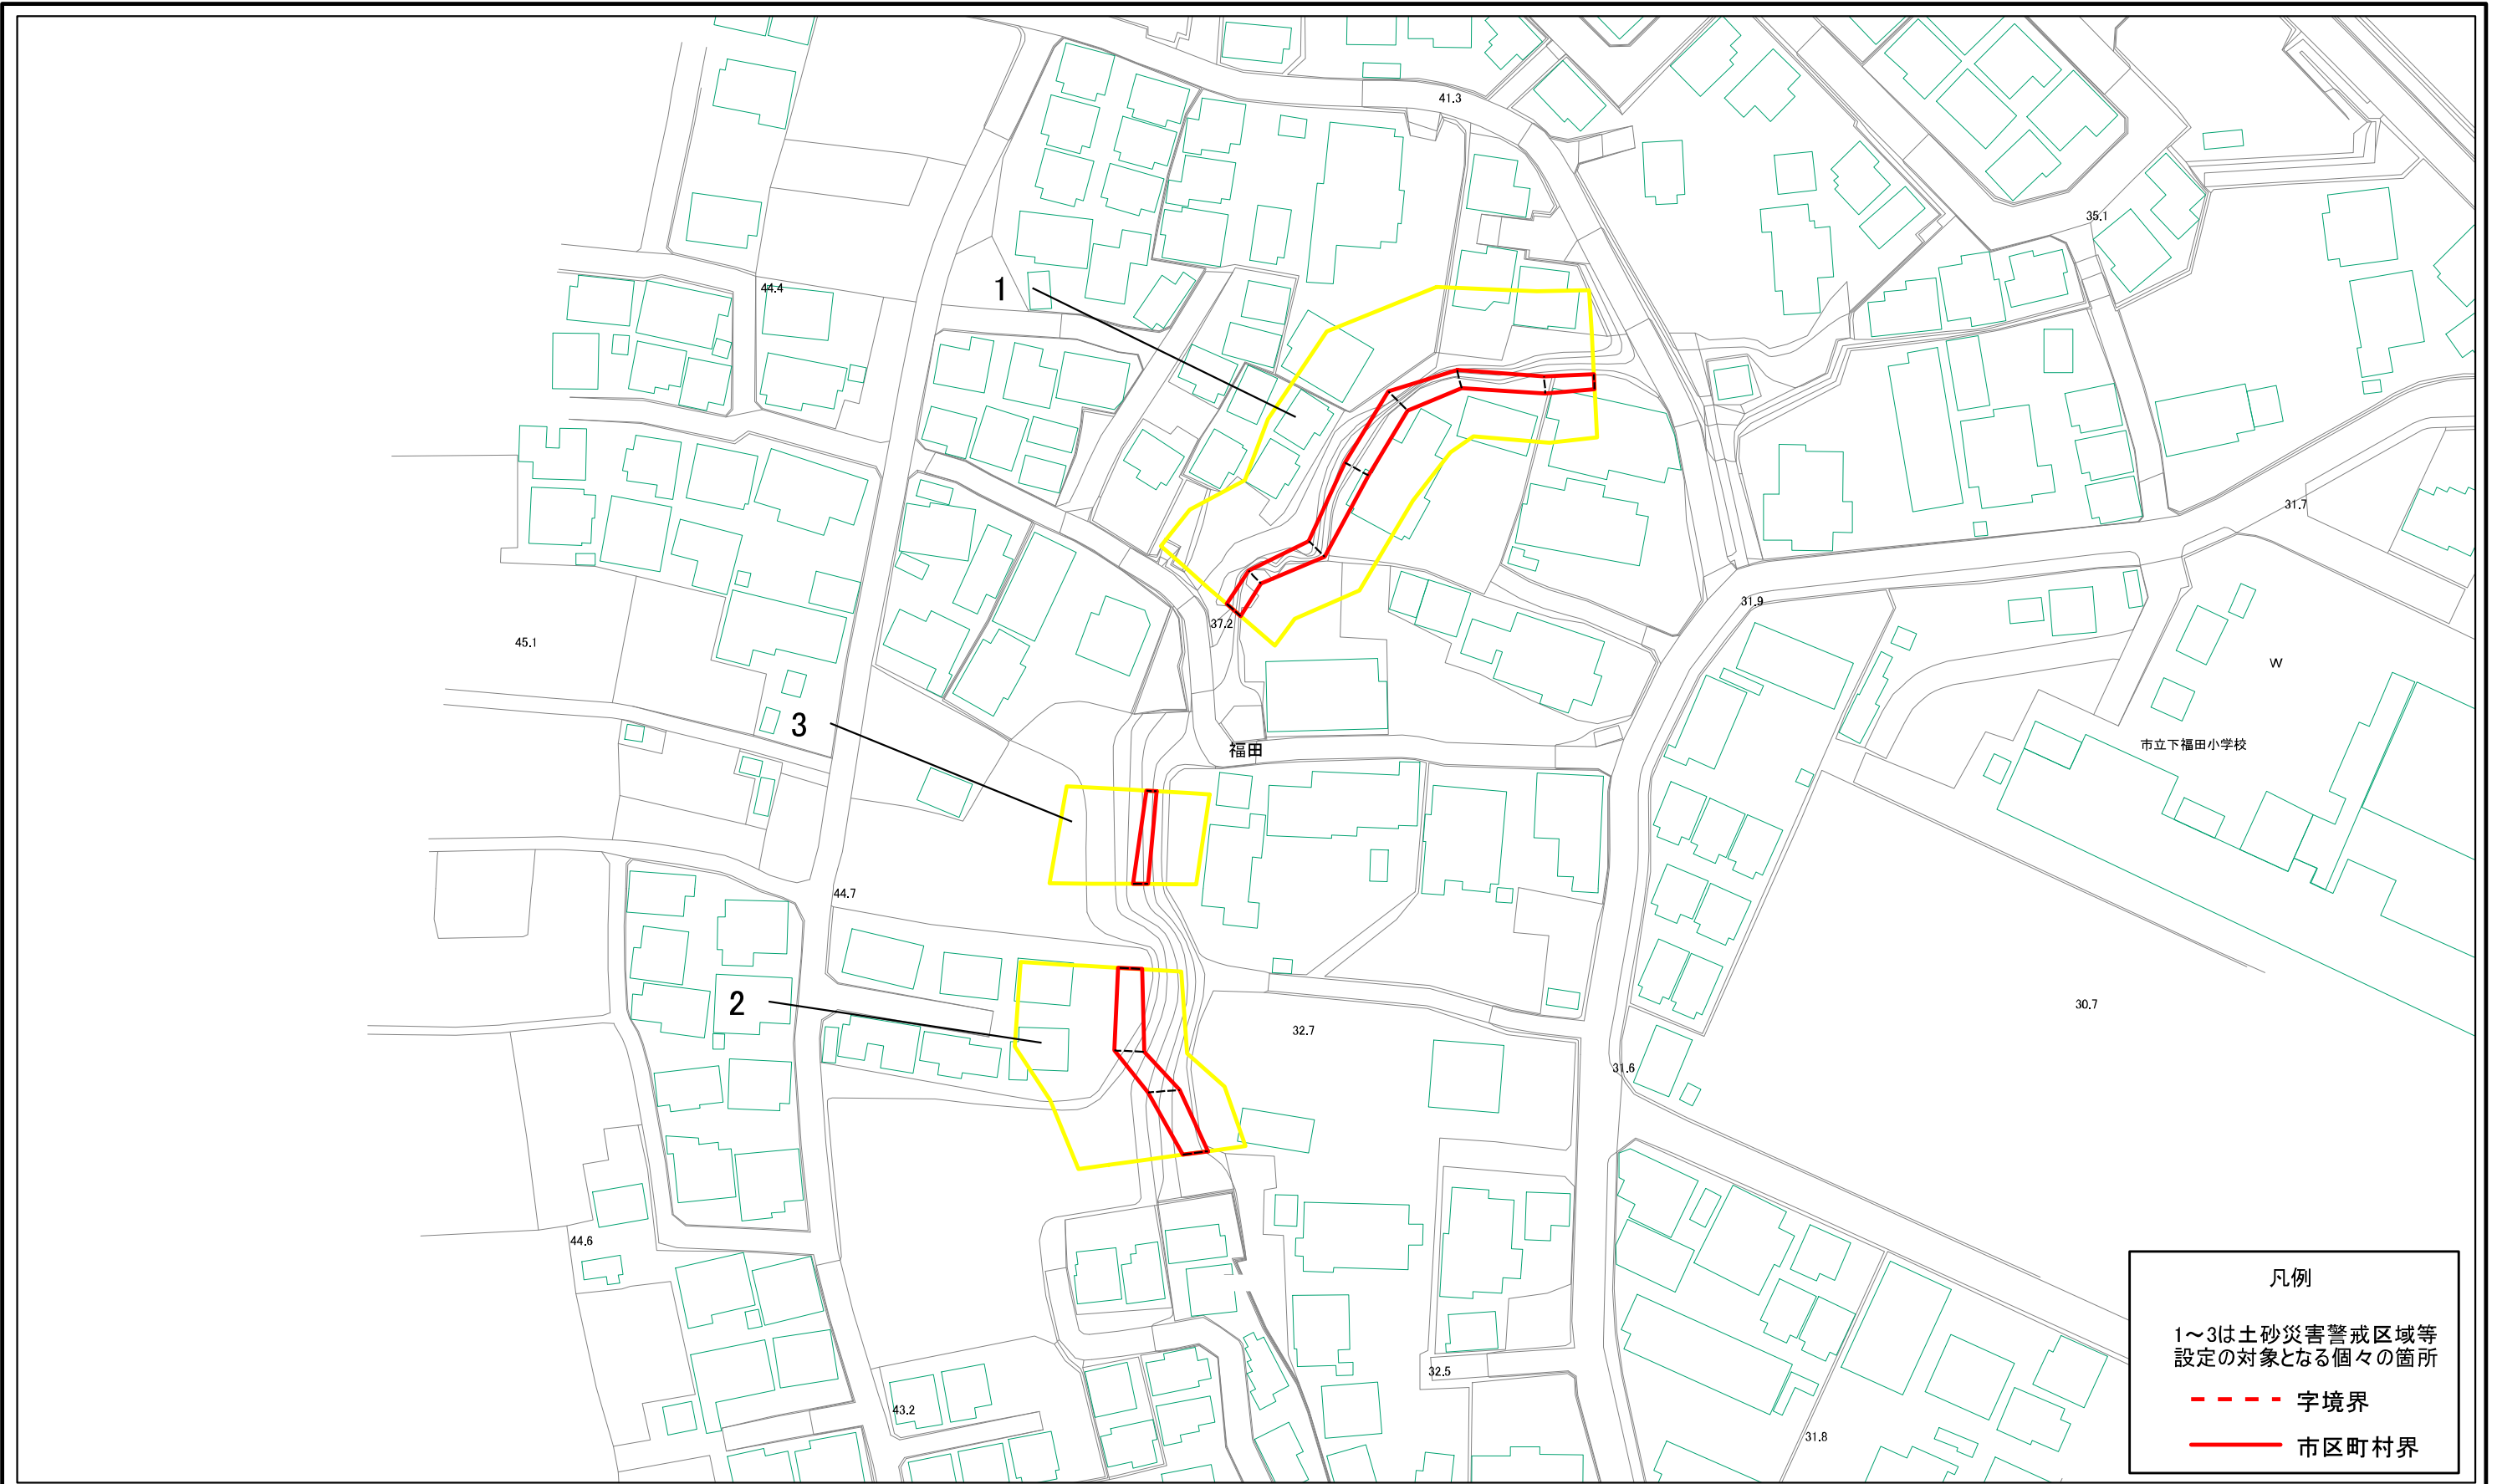 41.3
35.1
1
44.4
31.7
31.9
37.2
45.1
W
3
福田
市立下福田小学校
44.7
2
30.7
32.7
31.6
44.6
32.5
43.2
31.8
凡例
1～3は土砂災害警戒区域等
設定の対象となる個々の箇所
字境界
市区町村界